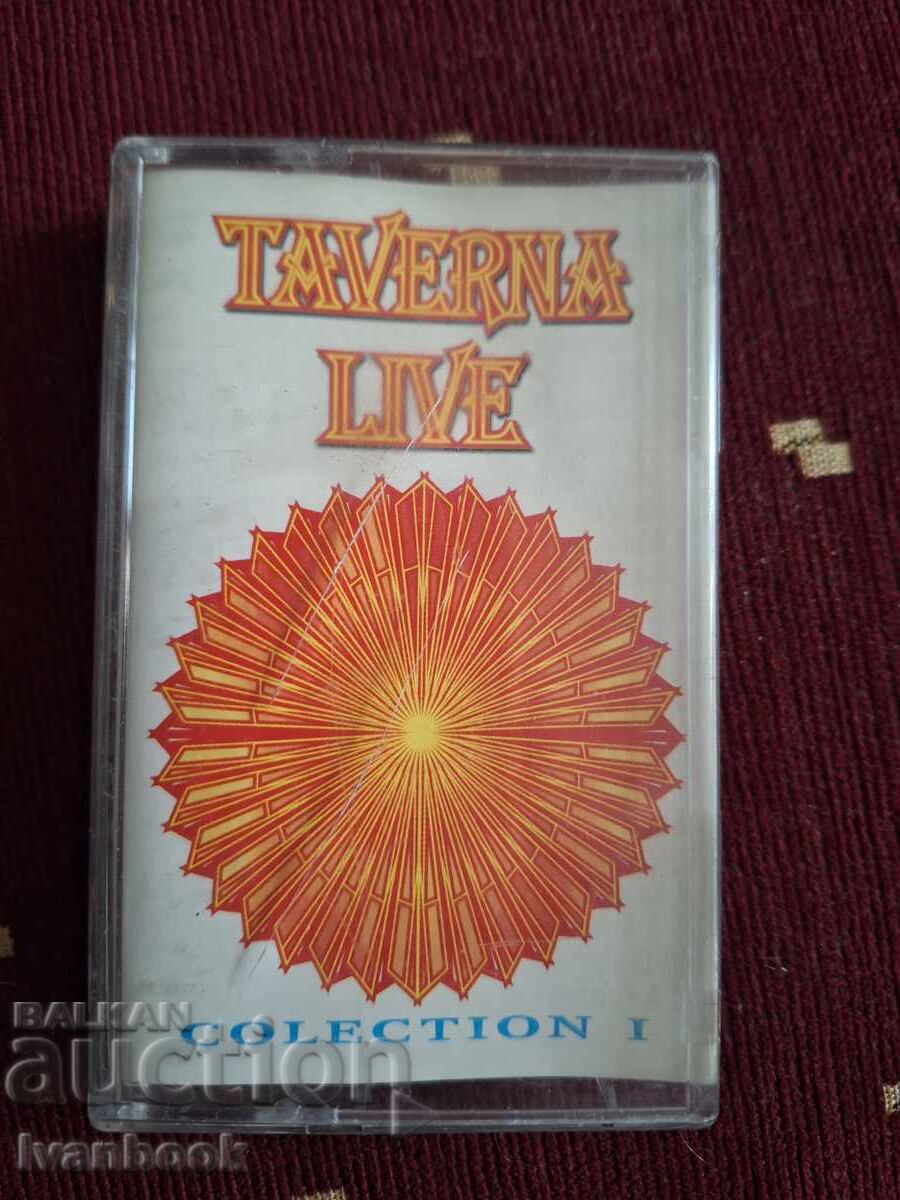 TAVERNA
LIVE
COLECTION I
BALKAN
auction
Ivanbook